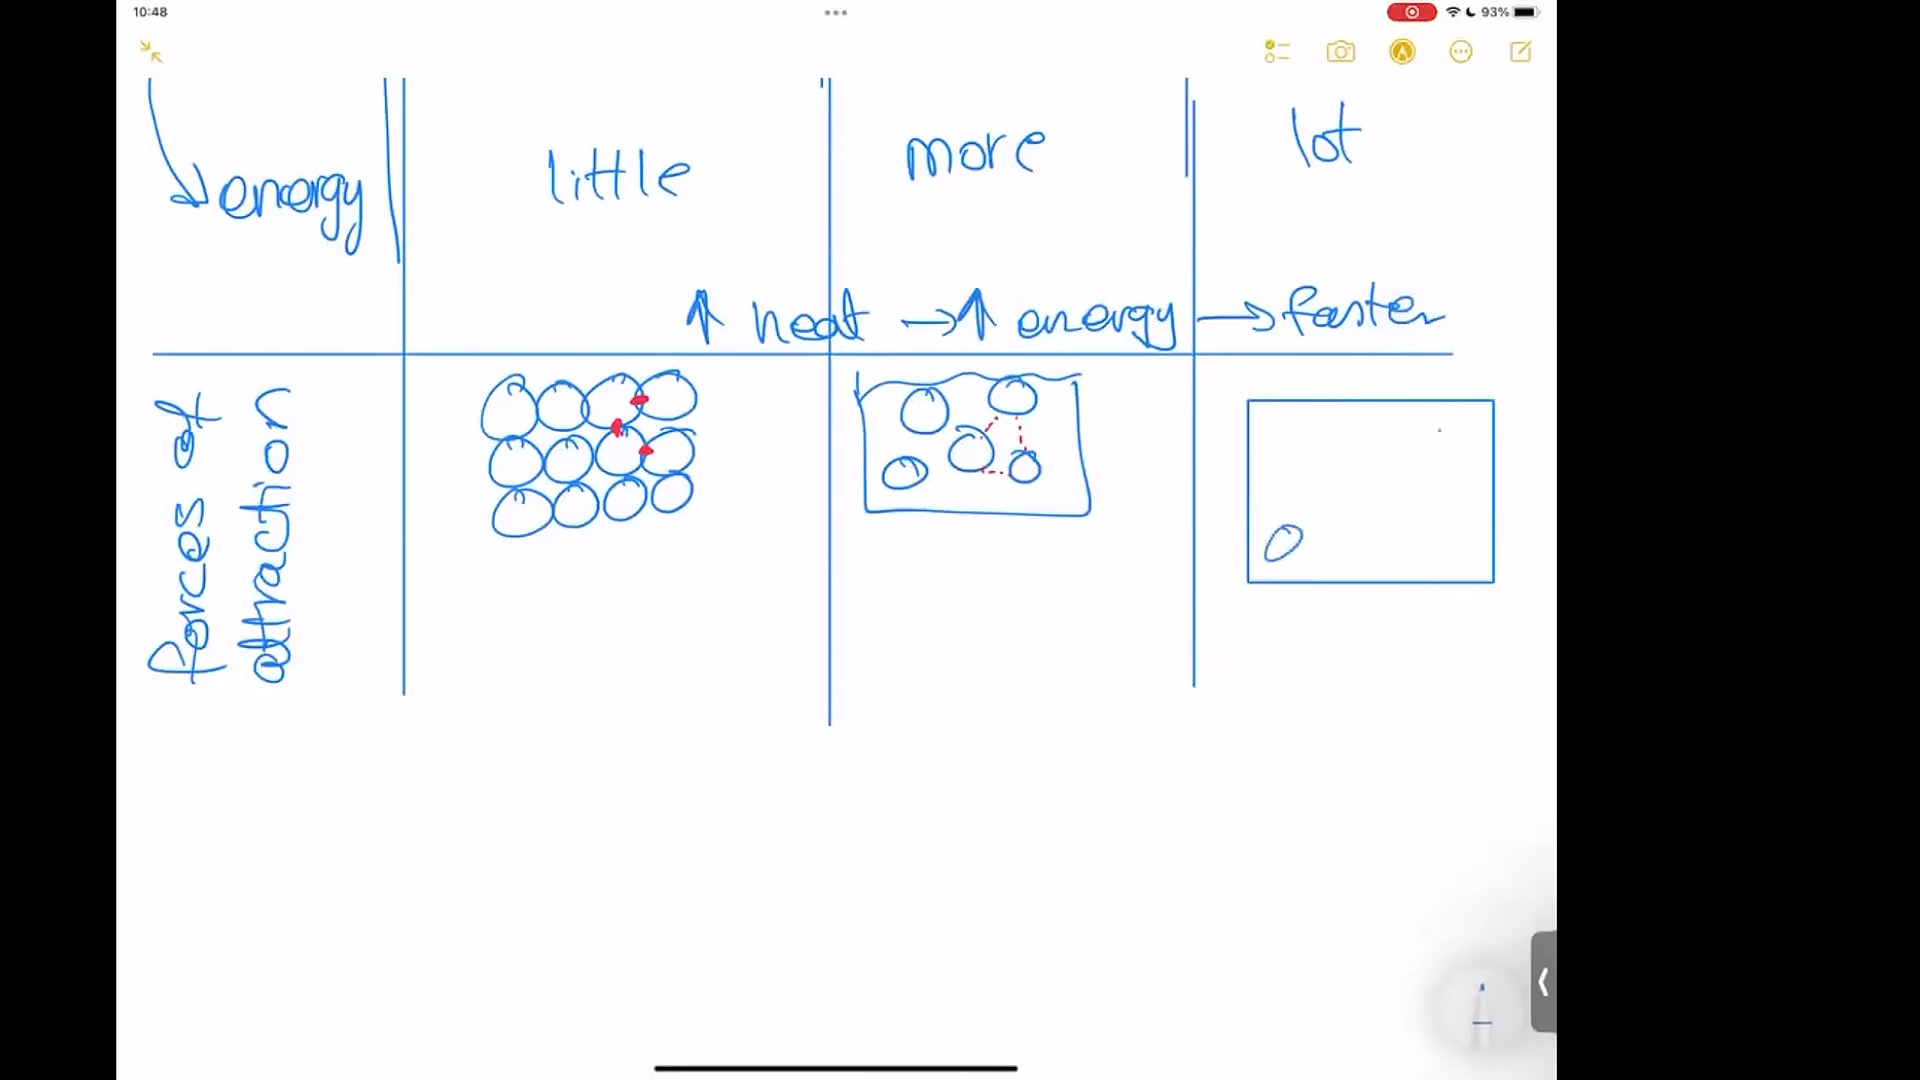 10:48
93%
energy
little
more
lot
↑ heat → ↑ energy → faster
forces of
attraction